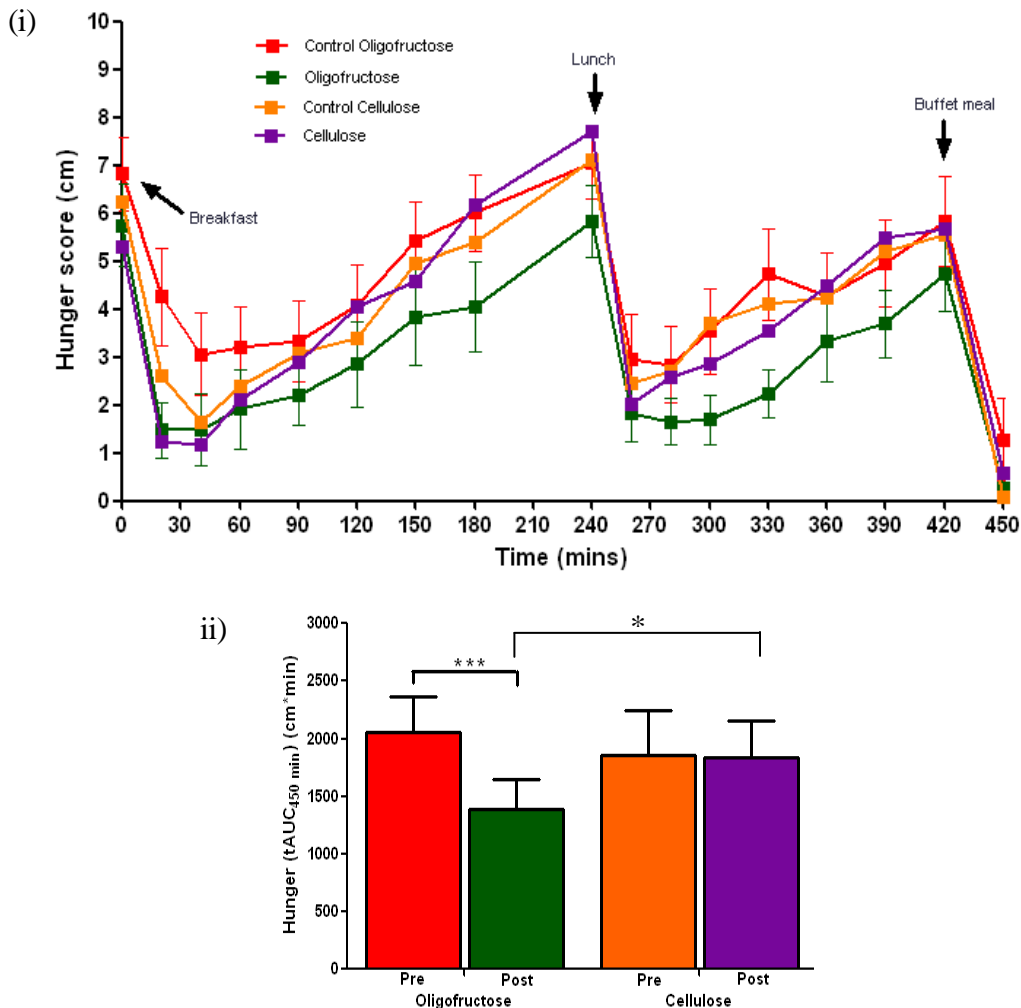 (i)
10
9
8
7
6
5
4
3
2
1
0
Hunger score (cm)
Control Oligofructose
Oligofructose
Control Cellulose
Cellulose
Breakfast
Lunch
Buffet meal
0 30 60 90 120 150 180 210 240 270 300 330 360 390 420 450
Time (mins)
ii)
3000
2500
2000
1500
1000
500
0
Hunger (tAUC450 min) (cm*min)
***
*
Pre Post Pre Post
Oligofructose Cellulose